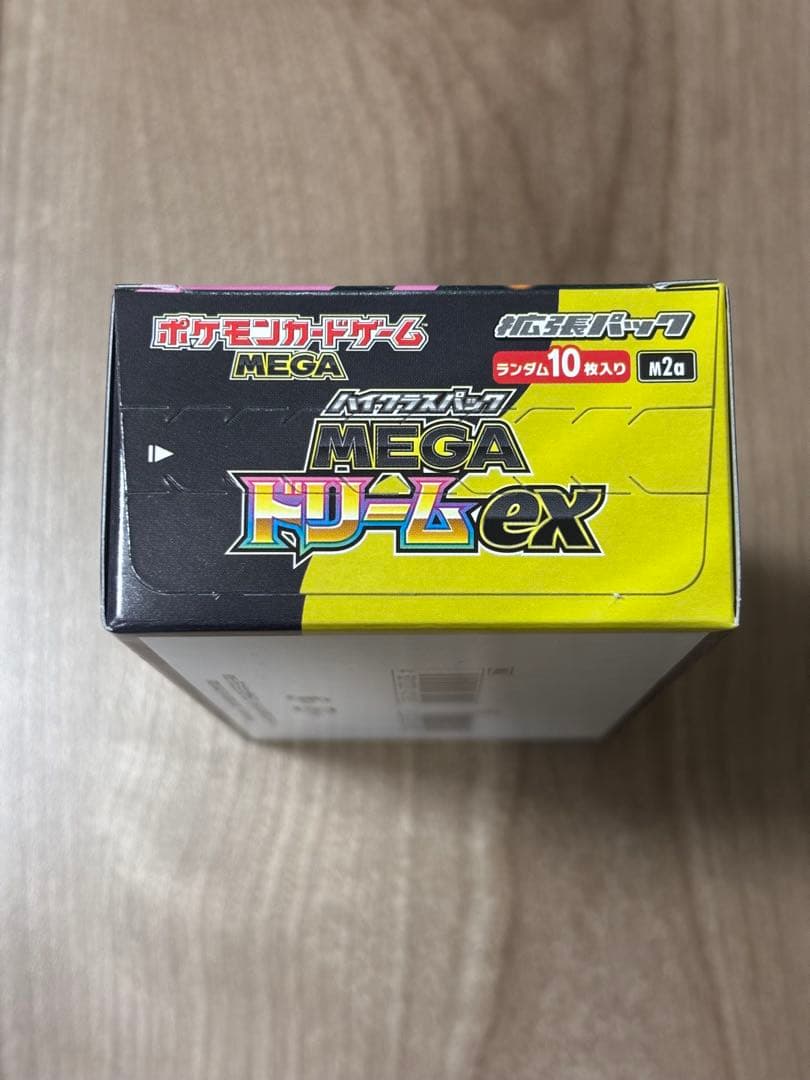 ポケモンカードゲーム
MEGA
拡張パック
ランダム10枚入り
M2a
ハイクラスパック
MEGA
ドリームex